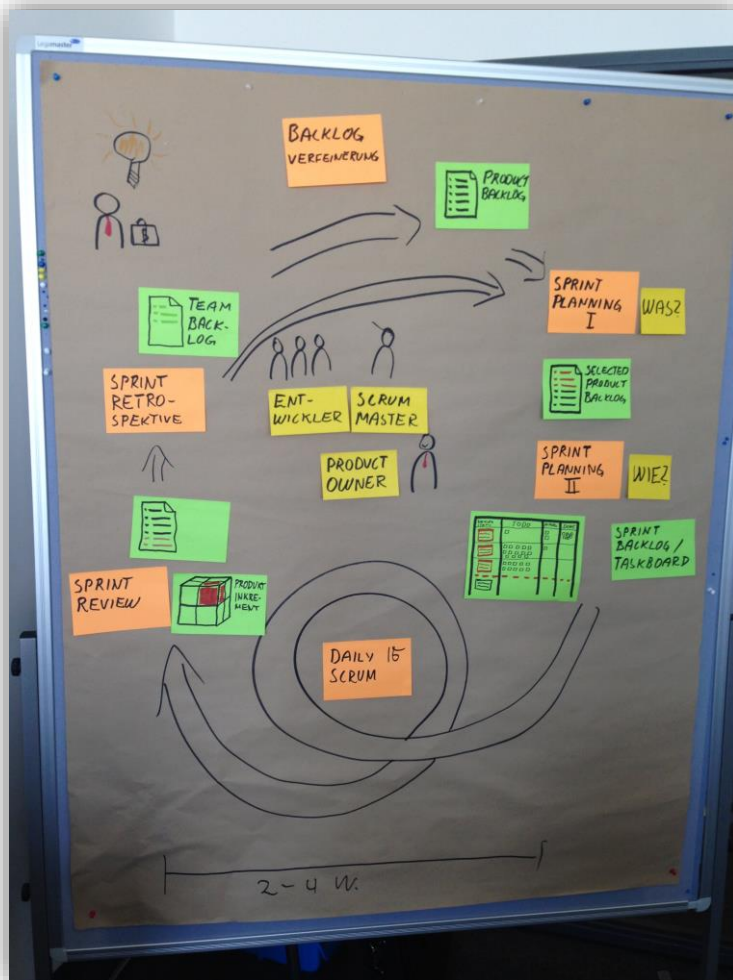 Legamaster
BACKLOG
VERFEINERUNG
PRODUCT
BACKLOG
TEAM
BACK-
LOG
SPRINT
PLANNING
I
WAS?
SPRINT
RETRO-
SPEKTIVE
ENT-
WICKLER
SCRUM
MASTER
SELECTED
PRODUCT
BACKLOG
PRODUCT
OWNER
SPRINT
PLANNING
II
WIE?
SPRINT
BACKLOG/
TASKBOARD
SPRINT
REVIEW
PRODUCT
INKRE-
MENT
DAILY 15
SCRUM
2-4 W.